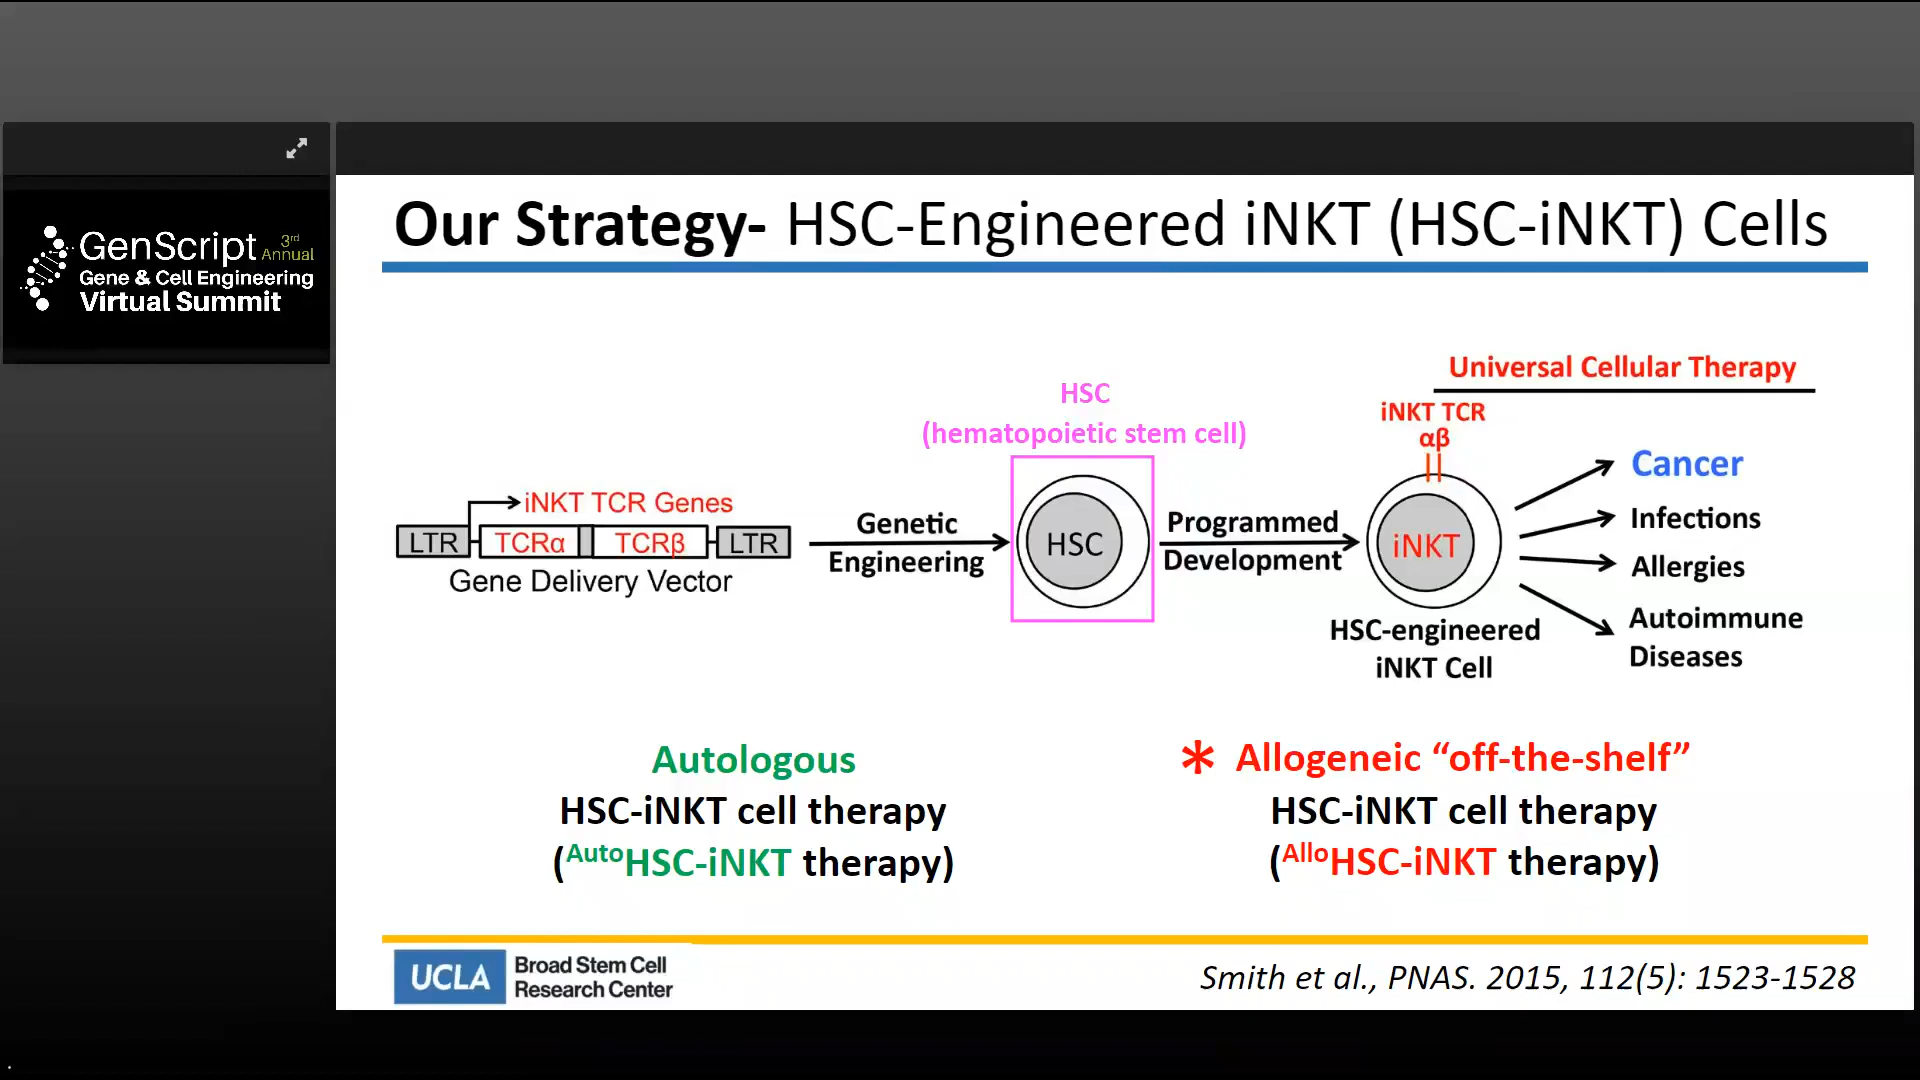 GenScript 3rd Annual
Gene & Cell Engineering
Virtual Summit
Our Strategy- HSC-Engineered iNKT (HSC-iNKT) Cells
Universal Cellular Therapy
HSC
(hematopoietic stem cell)
iNKT TCR
αβ
iNKT TCR Genes
LTR TCRα TCRβ LTR
Gene Delivery Vector
Genetic
Engineering
HSC
Programmed
Development
iNKT
HSC-engineered
iNKT Cell
Cancer
Infections
Allergies
Autoimmune
Diseases
Autologous
HSC-iNKT cell therapy
(AutoHSC-iNKT therapy)
* Allogeneic “off-the-shelf”
HSC-iNKT cell therapy
(AlloHSC-iNKT therapy)
UCLA
Broad Stem Cell
Research Center
Smith et al., PNAS. 2015, 112(5): 1523-1528